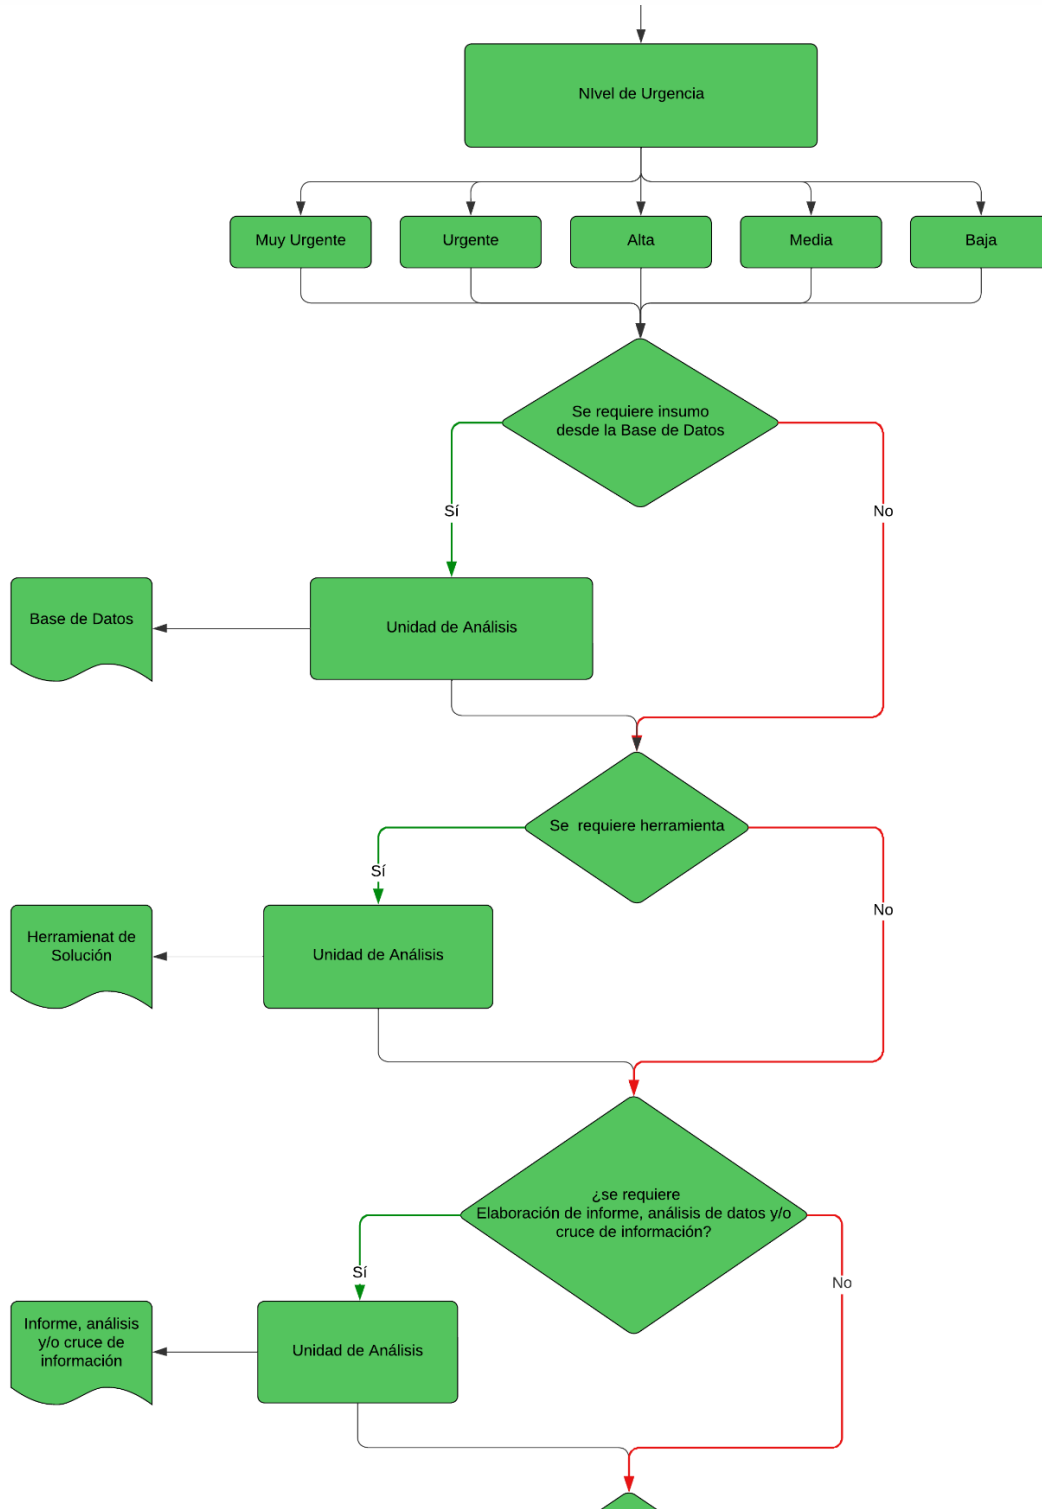 NIvel de Urgencia
Muy Urgente
Urgente
Alta
Media
Baja
Se requiere insumo
desde la Base de Datos
Sí
No
Base de Datos
Unidad de Análisis
Se requiere herramienta
Sí
No
Herramienat de
Solución
Unidad de Análisis
¿se requiere
Elaboración de informe, análisis de datos y/o
cruce de información?
Sí
No
Informe, análisis
y/o cruce de
información
Unidad de Análisis